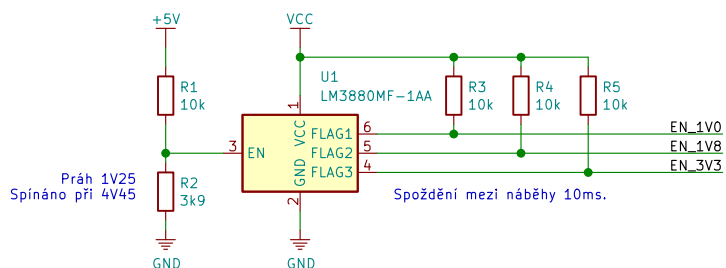 +5V
VCC
R1
10k
U1
LM3880MF-1AA
R3
10k
R4
10k
R5
10k
1
VCC
3
EN
FLAG1
6
EN_1V0
FLAG2
5
EN_1V8
FLAG3
4
EN_3V3
GND
2
Práh 1V25
Spínáno při 4V45
R2
3k9
Spoždění mezi náběhy 10ms.
GND
GND